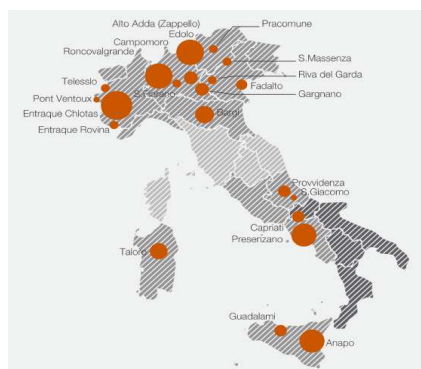 Alto Adda (Zappello)
Pracomune
Edolo
Campomoro
Roncovalgrande
S.Massenza
Riva del Garda
Telessio
Fadalto
Pont Ventoux
Gargnano
Entraque Chiotas
Bargi
Entraque Rovina
Provvidenza
S.Giacomo
Capriati
Presenzano
Taloro
Guadalami
Anapo